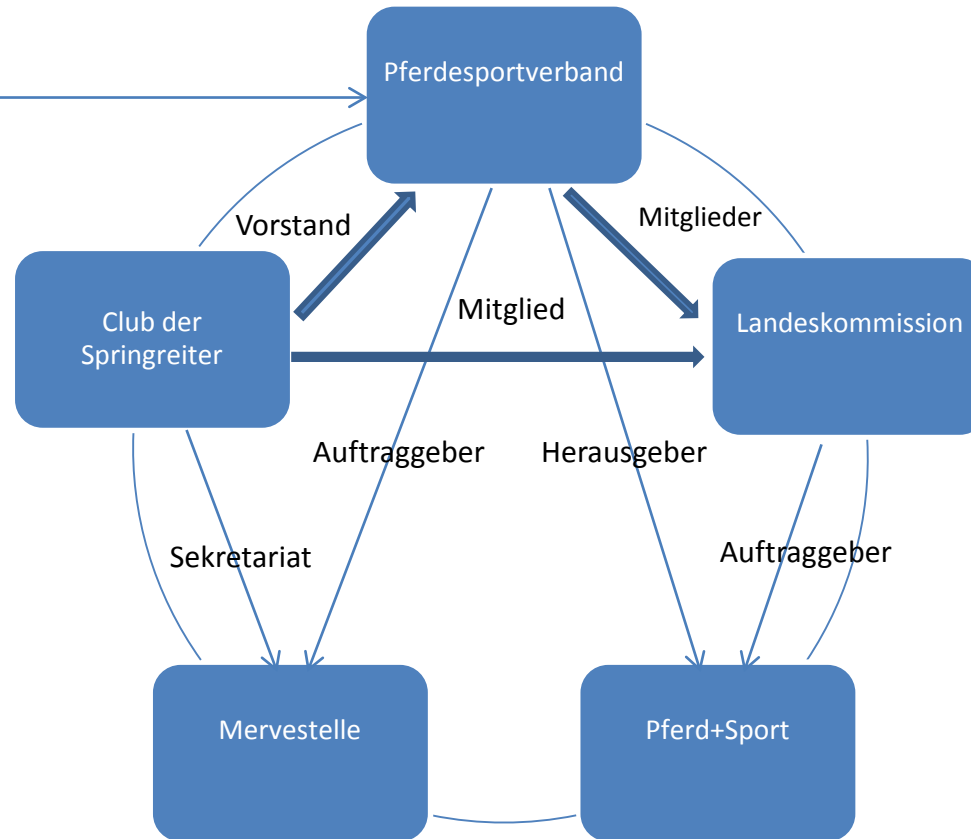 Pferdesportverband
Vorstand
Mitglieder
Club der
Springreiter
Mitglied
Landeskommission
Auftraggeber
Herausgeber
Sekretariat
Auftraggeber
Mervestelle
Pferd+Sport